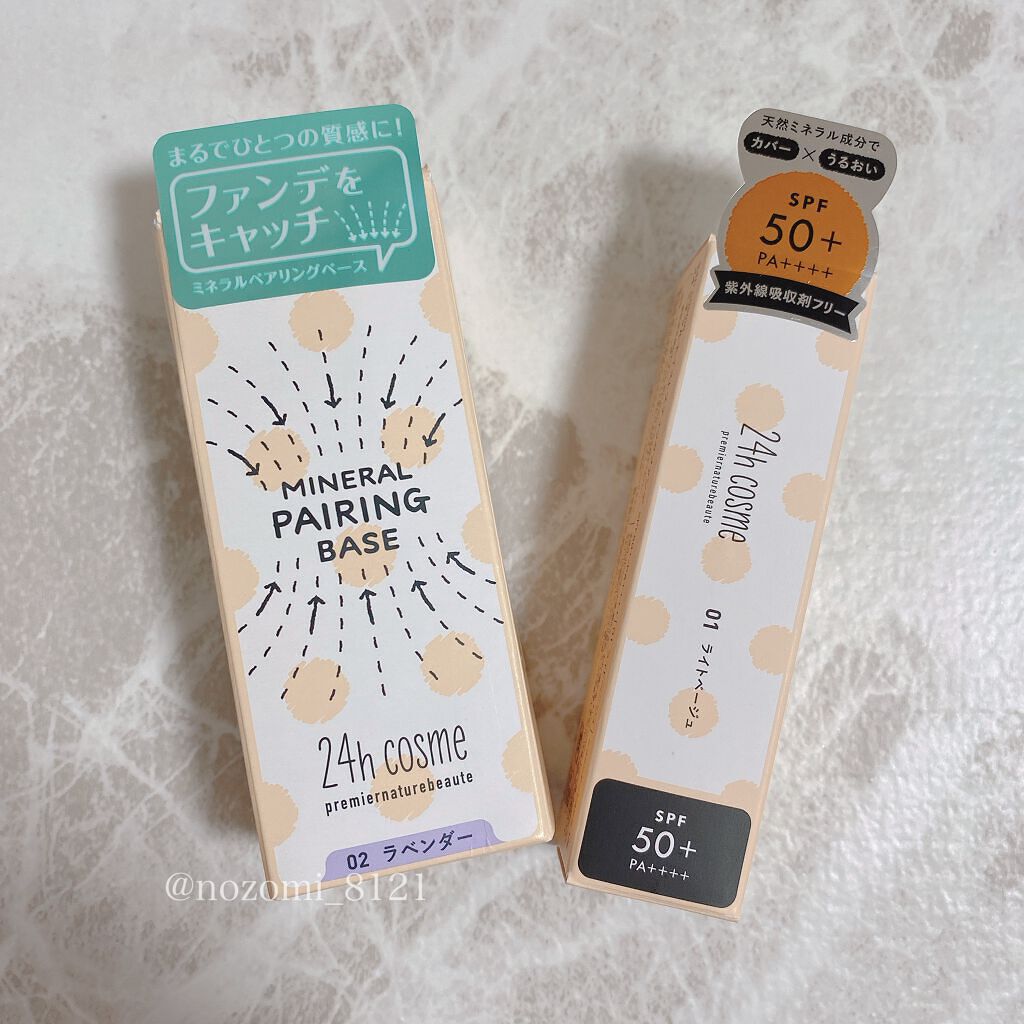 まるでひとつの質感に!
ファンデを
キャッチ
ミネラルペアリングベース
MINERAL
PAIRING
BASE
24h cosme
premiernaturebeaute
02 ラベンダー
天然ミネラル成分で
カバー×うるおい
SPF
50+
PA++++
紫外線吸収剤フリー
24h cosme
premiernaturebeaute
01 ライトベージュ
SPF
50+
PA++++
@nozomi_8121